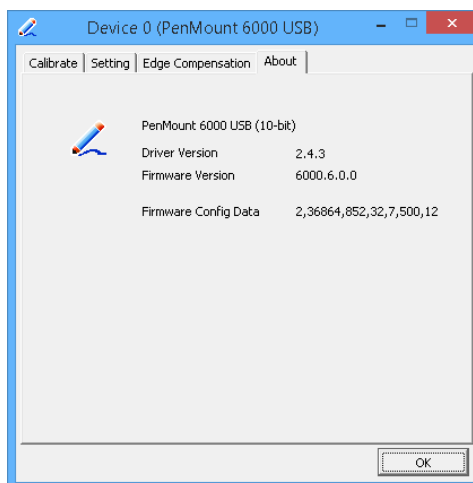 Device 0 (PenMount 6000 USB)
Calibrate Setting Edge Compensation About
PenMount 6000 USB (10-bit)
Driver Version 2.4.3
Firmware Version 6000.6.0.0
Firmware Config Data 2,36864,852,32,7,500,12
OK